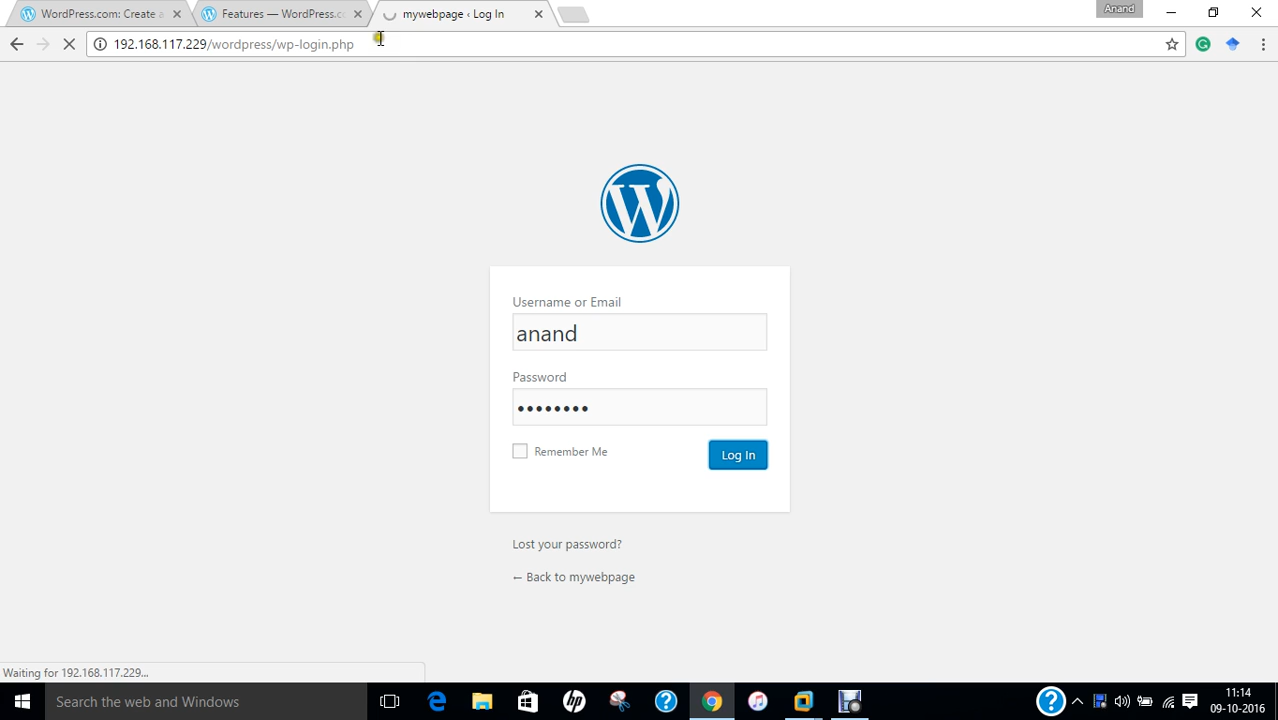 WordPress.com: Create a
Features — WordPress.co
mywebpage ‹ Log In
Anand
192.168.117.229/wordpress/wp-login.php
Username or Email
anand
Password
Remember Me
Log In
Lost your password?
← Back to mywebpage
Waiting for 192.168.117.229...
Search the web and Windows
11:14
09-10-2016